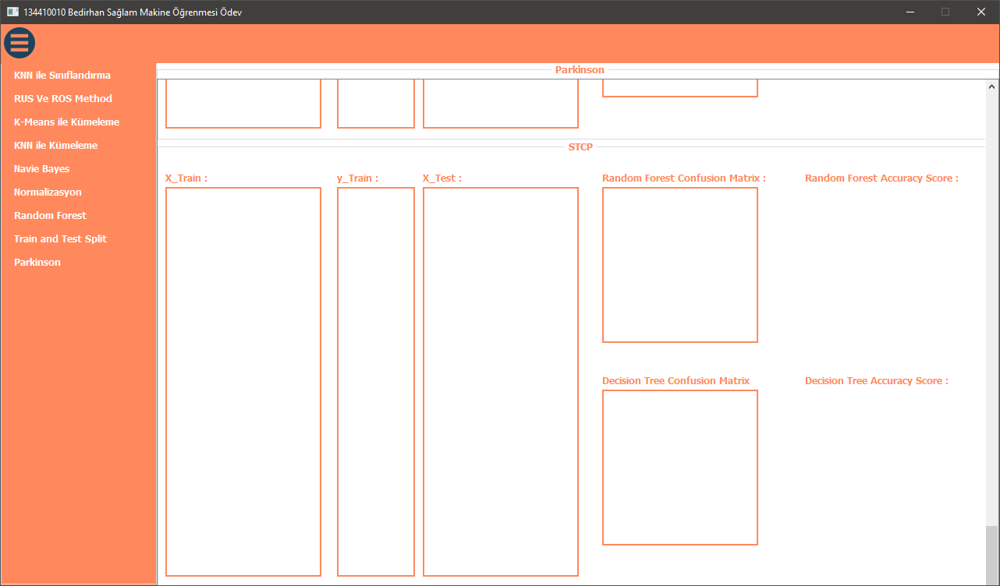 134410010 Bedirhan Sağlam Makine Öğrenmesi Ödev
KNN ile Sınıflandırma
RUS Ve ROS Method
K-Means ile Kümeleme
KNN ile Kümeleme
Navie Bayes
Normalizasyon
Random Forest
Train and Test Split
Parkinson
Parkinson
STCP
X_Train :
y_Train :
X_Test :
Random Forest Confusion Matrix :
Random Forest Accuracy Score :
Decision Tree Confusion Matrix
Decision Tree Accuracy Score :